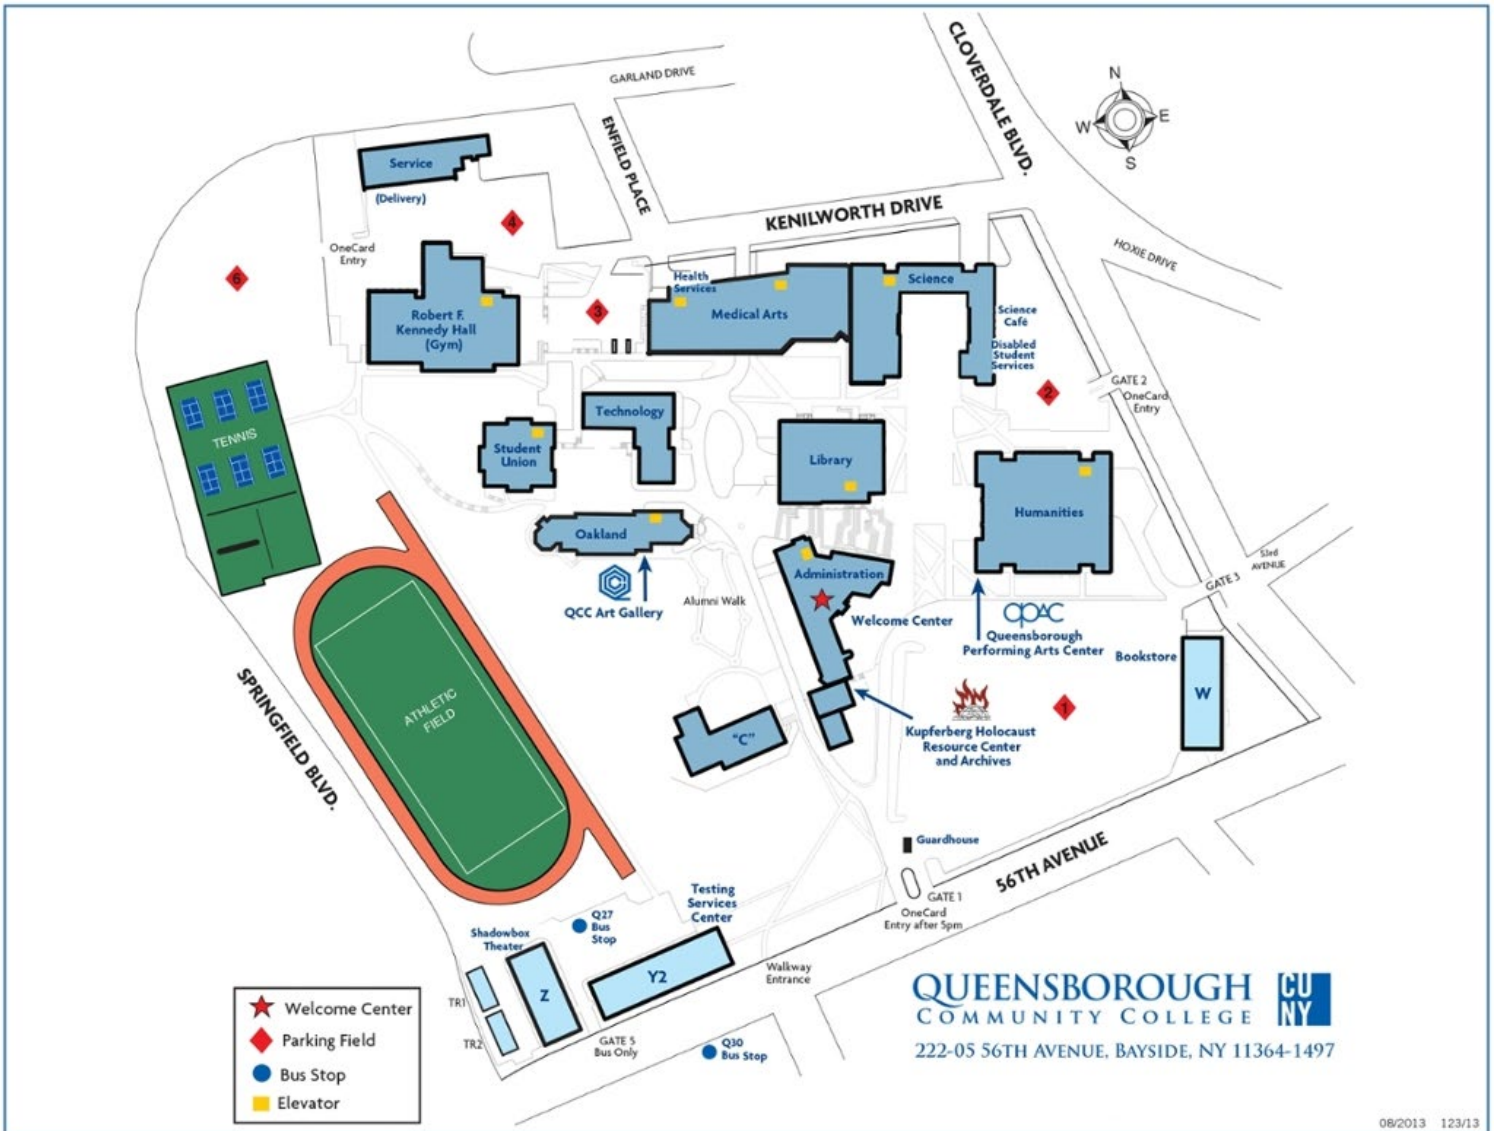 GARLAND DRIVE
ENFIELD PLACE
CLOVERDALE BLVD.
N
W
E
S
Service
(Delivery)
4
KENILWORTH DRIVE
OneCard
Entry
HOXIE DRIVE
6
Health
Services
Science
Robert F.
Kennedy Hall
(Gym)
3
Medical Arts
Science
Café
Disabled
Student
Services
2
GATE 2
OneCard
Entry
TENNIS
Technology
Student
Union
Library
Humanities
Oakland
53rd
AVENUE
GATE 3
Administration
QCC Art Gallery
Alumni Walk
Welcome Center
QPAC
Queensborough
Performing Arts Center
Bookstore
W
SPRINGFIELD BLVD.
ATHLETIC
FIELD
1
"C"
Kupferberg Holocaust
Resource Center
and Archives
Guardhouse
56TH AVENUE
GATE 1
OneCard
Entry after 5pm
Testing
Services
Center
Q27
Bus
Stop
Shadowbox
Theater
Z
Y2
Walkway
Entrance
TR1
TR2
GATE 5
Bus Only
Q30
Bus Stop
Welcome Center
Parking Field
Bus Stop
Elevator
QUEENSBOROUGH
COMMUNITY COLLEGE
CU
NY
222-05 56TH AVENUE, BAYSIDE, NY 11364-1497
08/2013 123/13